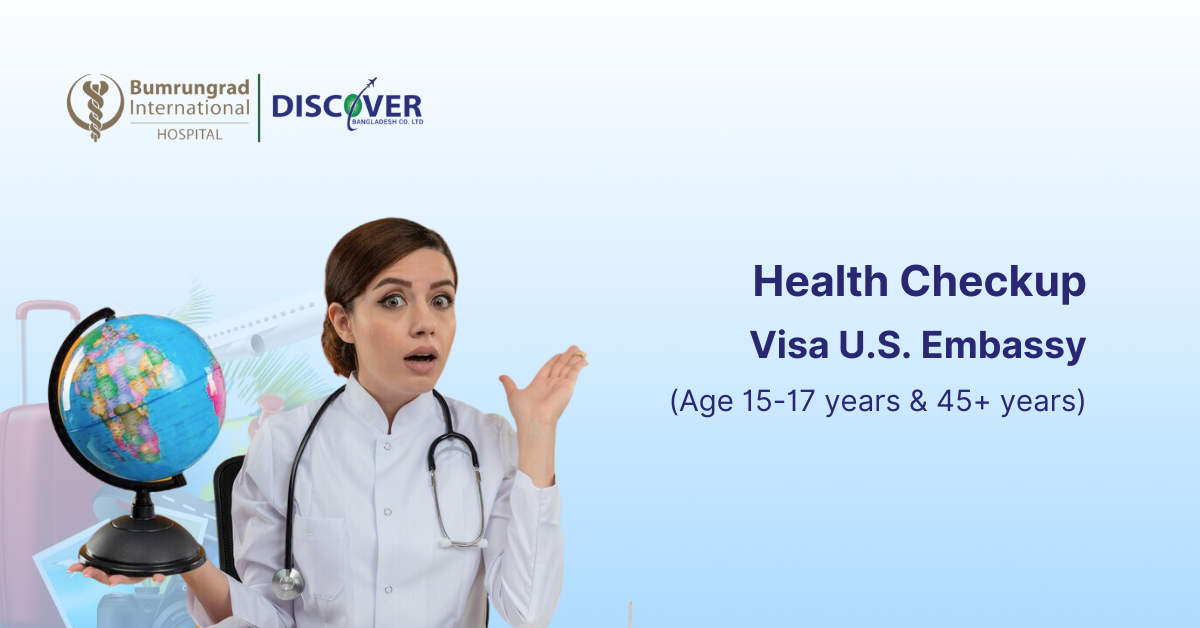 Bumrungrad
International
HOSPITAL
DISCOVER
BANGLADESH CO. LTD
Health Checkup
Visa U.S. Embassy
(Age 15-17 years & 45+ years)